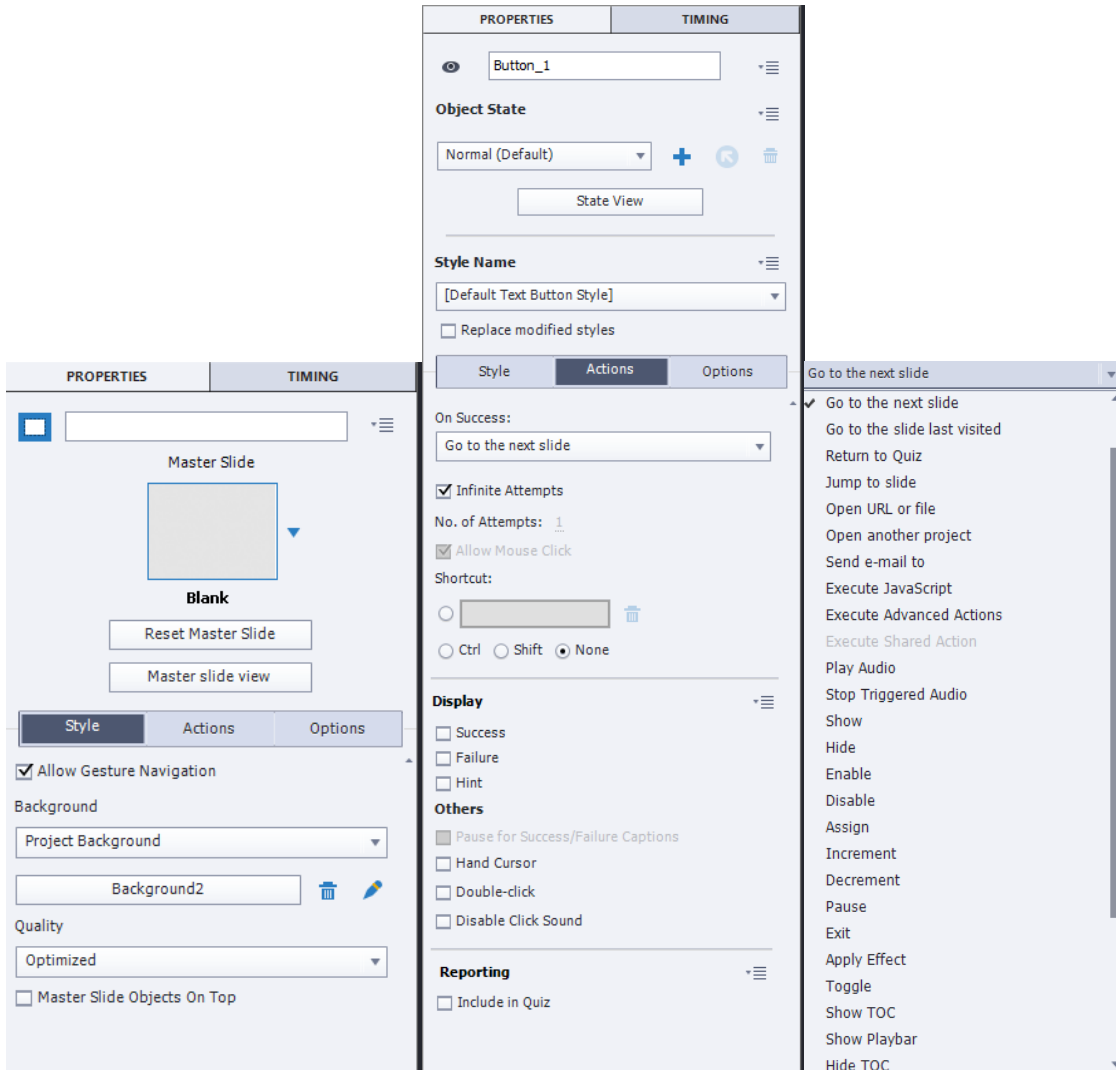 PROPERTIES TIMING
Master Slide
Blank
Reset Master Slide
Master slide view
Style Actions Options
Allow Gesture Navigation
Background
Project Background
Background2
Quality
Optimized
Master Slide Objects On Top
PROPERTIES TIMING
Button_1
Object State
Normal (Default)
State View
Style Name
[Default Text Button Style]
Replace modified styles
Style Actions Options
On Success:
Go to the next slide
Infinite Attempts
No. of Attempts: 1
Allow Mouse Click
Shortcut:
Ctrl Shift None
Display
Success
Failure
Hint
Others
Pause for Success/Failure Captions
Hand Cursor
Double-click
Disable Click Sound
Reporting
Include in Quiz
Go to the next slide
Go to the next slide
Go to the slide last visited
Return to Quiz
Jump to slide
Open URL or file
Open another project
Send e-mail to
Execute JavaScript
Execute Advanced Actions
Execute Shared Action
Play Audio
Stop Triggered Audio
Show
Hide
Enable
Disable
Assign
Increment
Decrement
Pause
Exit
Apply Effect
Toggle
Show TOC
Show Playbar
Hide TOC